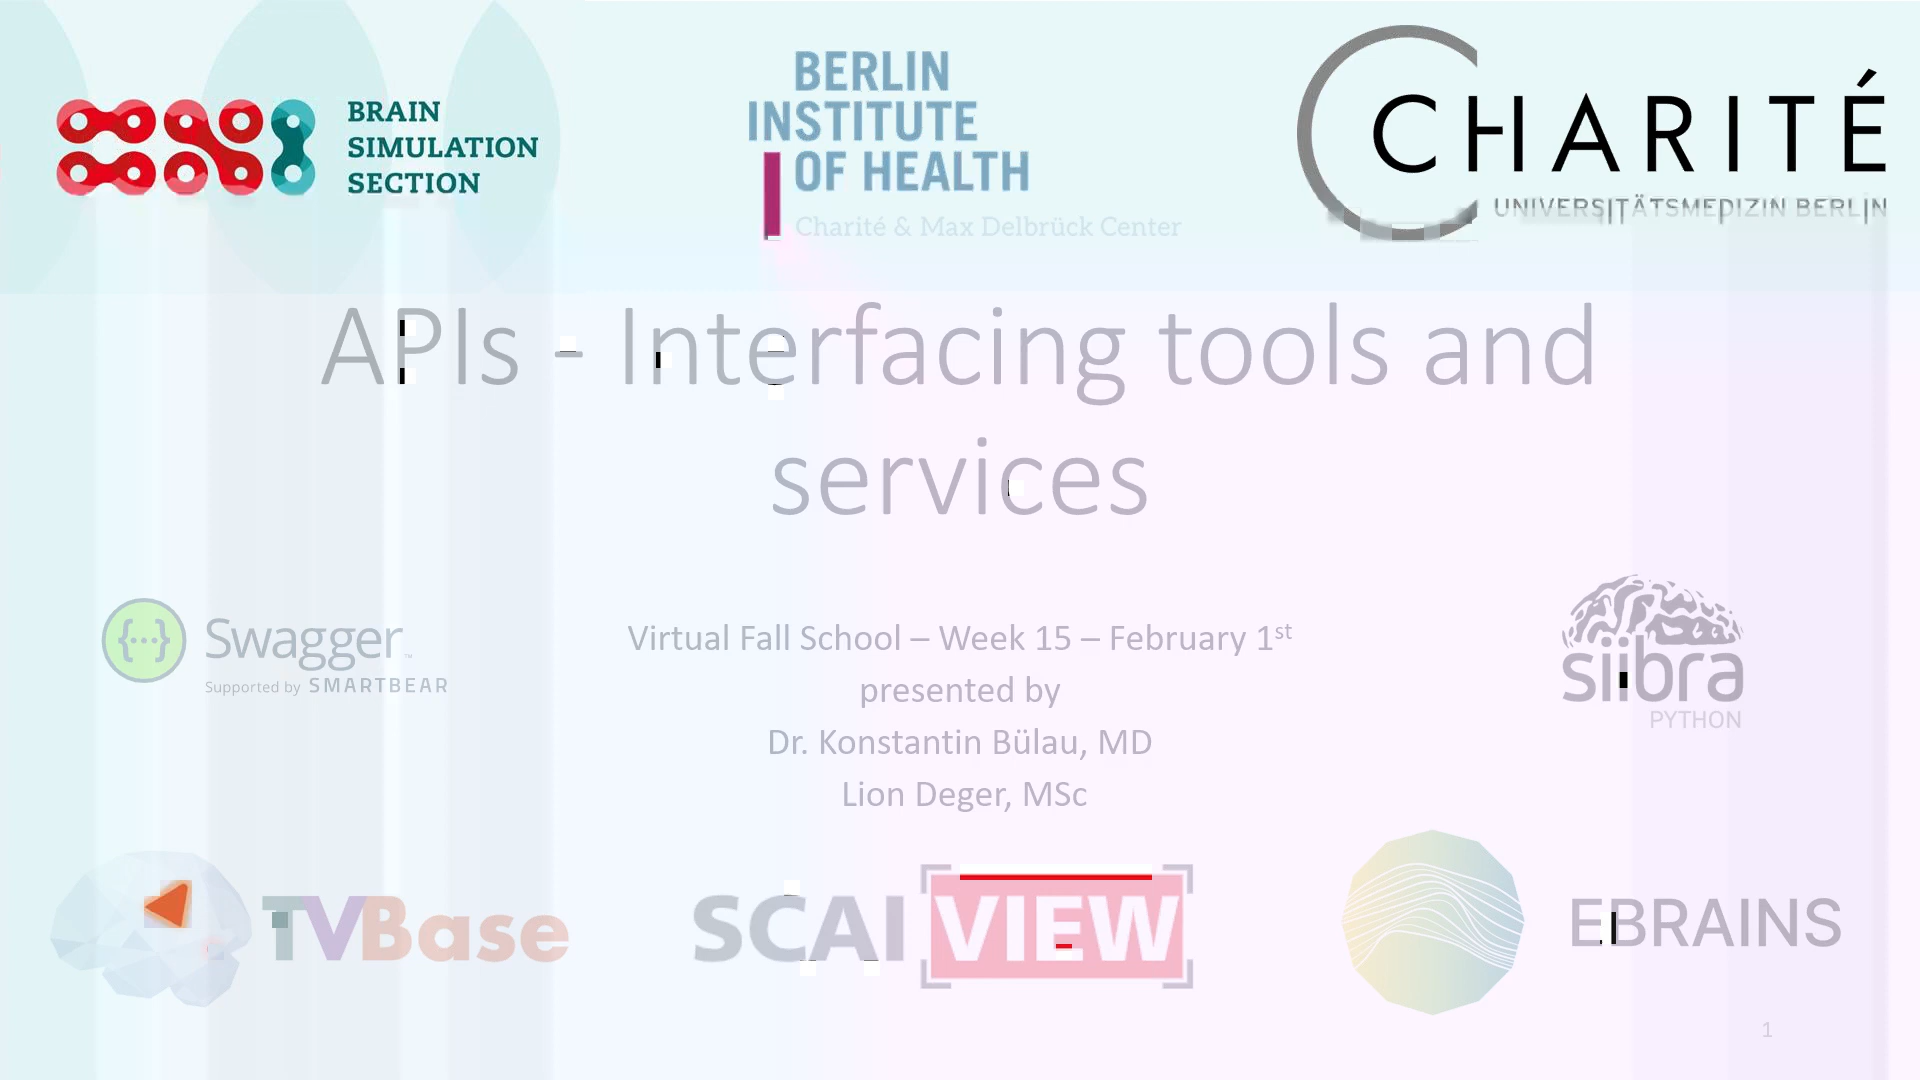 BRAIN
SIMULATION
SECTION
BERLIN
INSTITUTE
OF HEALTH
Charité & Max Delbrück Center
CHARITÉ
UNIVERSITÄTSMEDIZIN BERLIN
APIs - Interfacing tools and
services
Swagger™
Supported by SMARTBEAR
Virtual Fall School – Week 15 – February 1st
presented by
Dr. Konstantin Bülau, MD
Lion Deger, MSc
siibra
PYTHON
TVBase
SCAI VIEW
EBRAINS
1